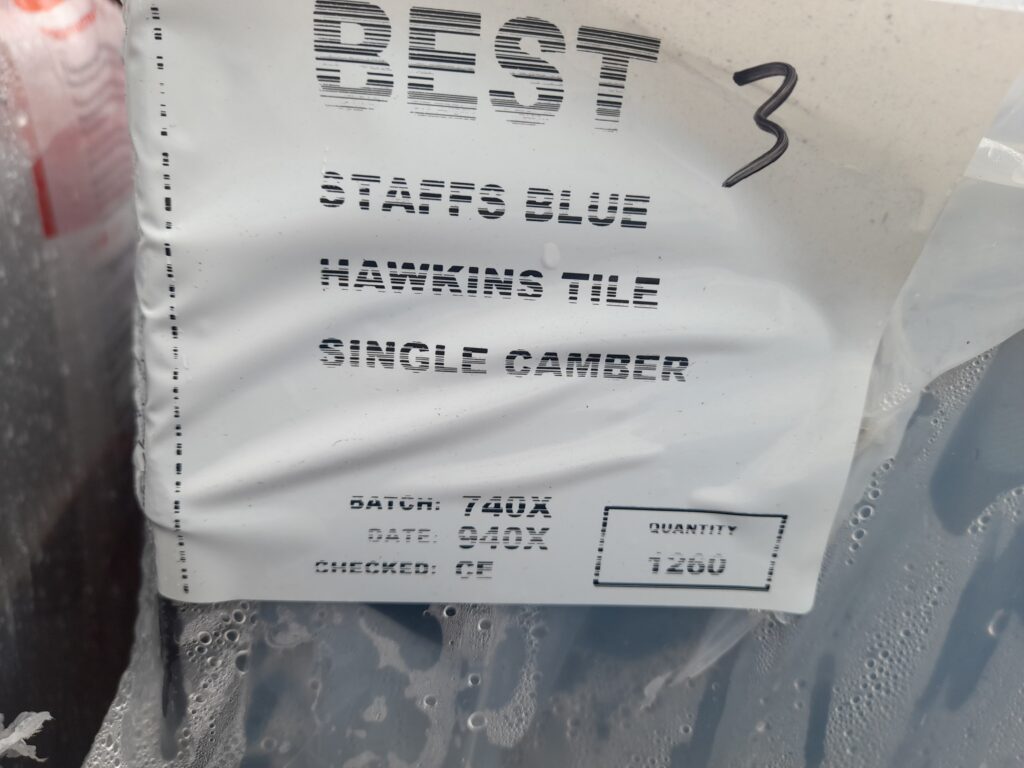 BEST
3
STAFFS BLUE
HAWKINS TILE
SINGLE CAMBER
BATCH: 740X
DATE: 940X
CHECKED: CE
QUANTITY
1260